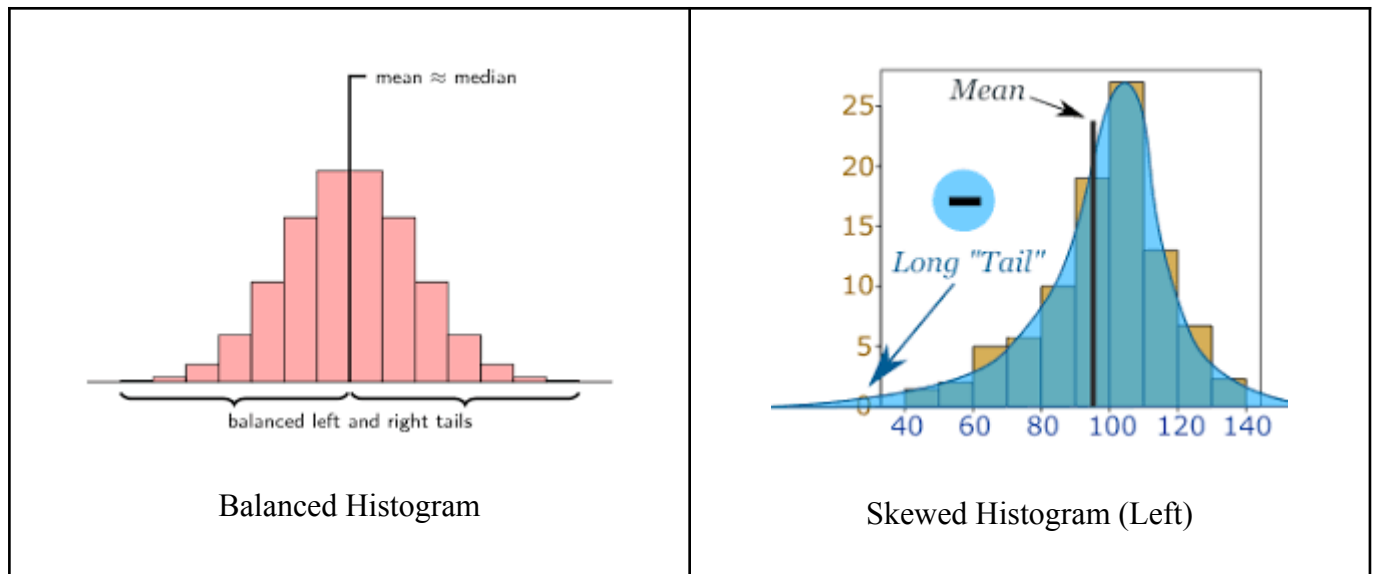 mean ≈ median
balanced left and right tails
Balanced Histogram
Mean
Long "Tail"
25
20
15
10
5
0
40 60 80 100 120 140
Skewed Histogram (Left)